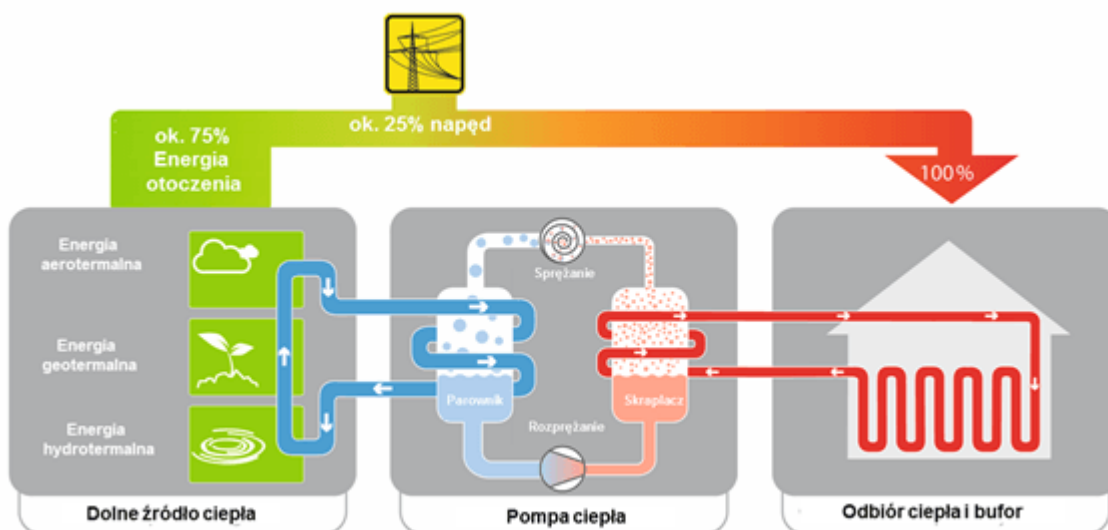 ok. 75%
Energia
otoczenia
ok. 25% napęd
100%
Energia
aerotermalna
Energia
geotermalna
Energia
hydrotermalna
Dolne źródło ciepła
Sprężanie
Parownik
Skraplacz
Rozprężanie
Pompa ciepła
Odbiór ciepła i bufor